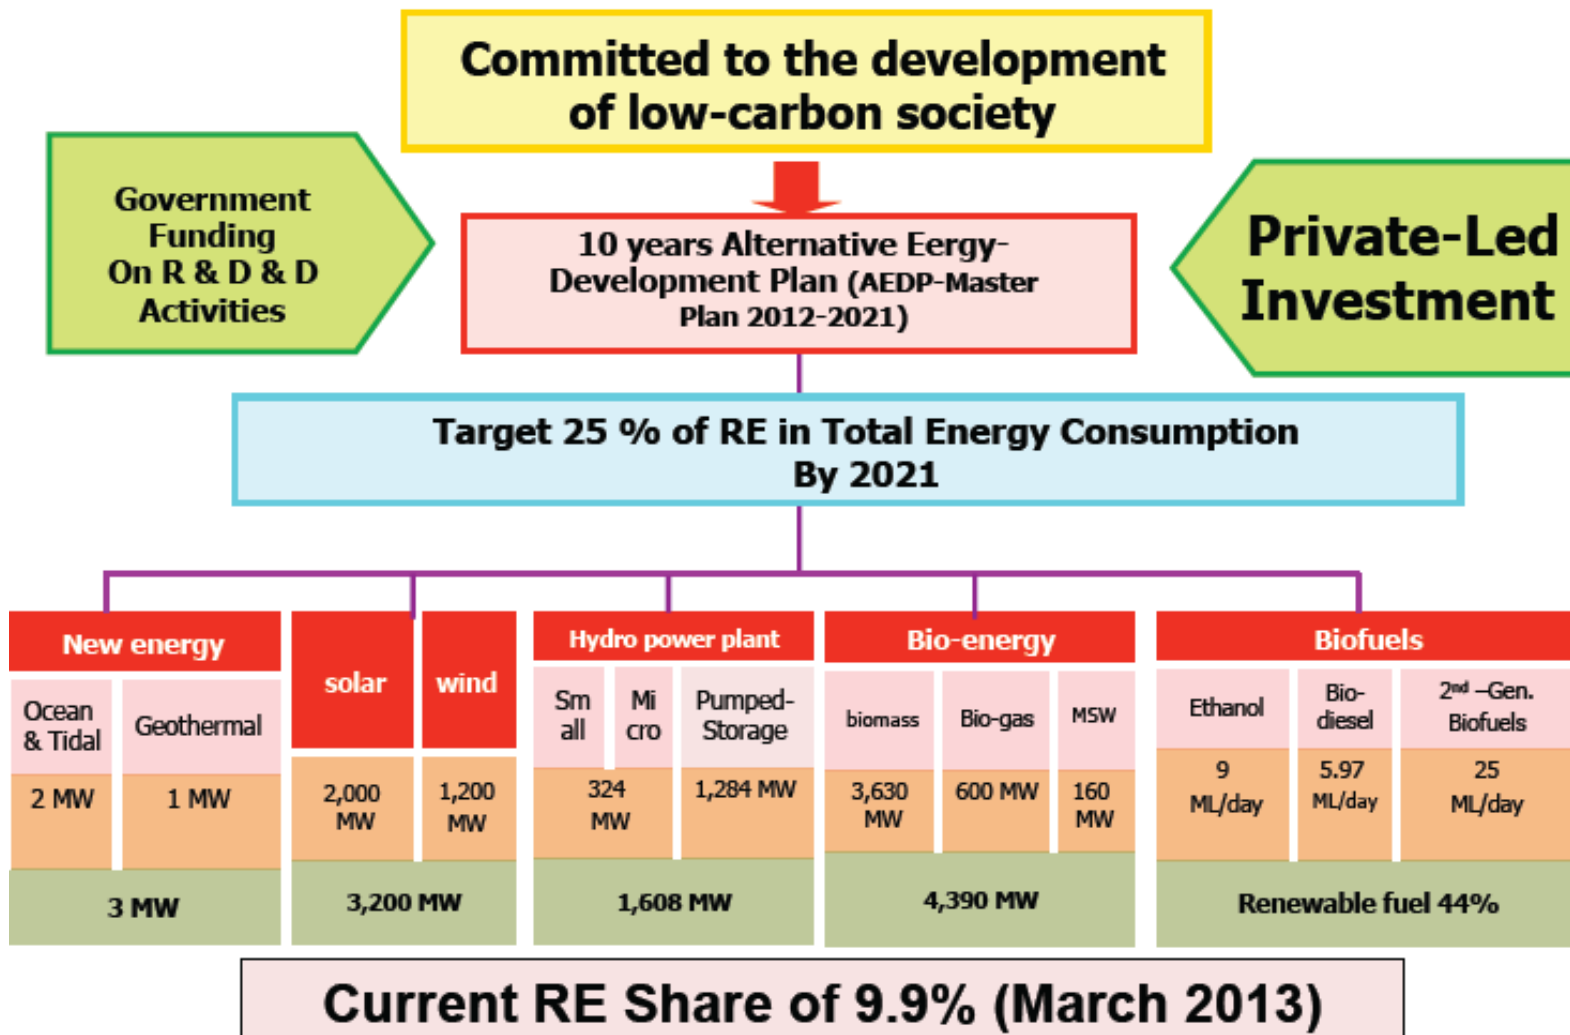 Committed to the development
of low-carbon society
Government
Funding
On R & D & D
Activities
10 years Alternative Eergy-
Development Plan (AEDP-Master
Plan 2012-2021)
Private-Led
Investment
Target 25 % of RE in Total Energy Consumption
By 2021
New energy
Ocean
& Tidal
Geothermal
2 MW
1 MW
3 MW
solar
wind
2,000
MW
1,200
MW
3,200 MW
Hydro power plant
Sm
all
Mi
cro
Pumped-
Storage
324
MW
1,284 MW
1,608 MW
Bio-energy
biomass
Bio-gas
MSW
3,630
MW
600 MW
160
MW
4,390 MW
Biofuels
Ethanol
Bio-
diesel
2nd –Gen.
Biofuels
9
ML/day
5.97
ML/day
25
ML/day
Renewable fuel 44%
Current RE Share of 9.9% (March 2013)